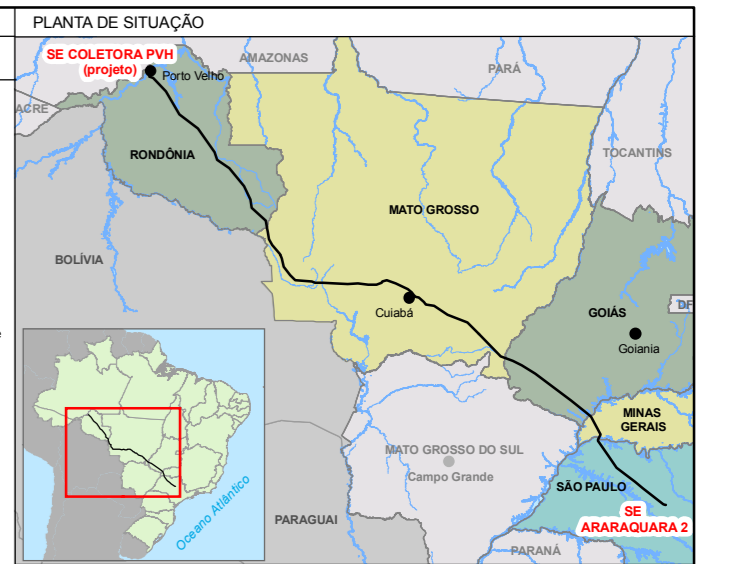 PLANTA DE SITUAÇÃO
SE COLETORA PVH
(projeto)
Porto Velho
AMAZONAS
PARÁ
ACRE
TOCANTINS
RONDÔNIA
MATO GROSSO
BOLÍVIA
Cuiabá
GOIÁS
DF
Goiania
MINAS
GERAIS
MATO GROSSO DO SUL
Campo Grande
SÃO PAULO
SE
ARARAQUARA 2
PARAGUAI
PARANÁ
Oceano Atlântico